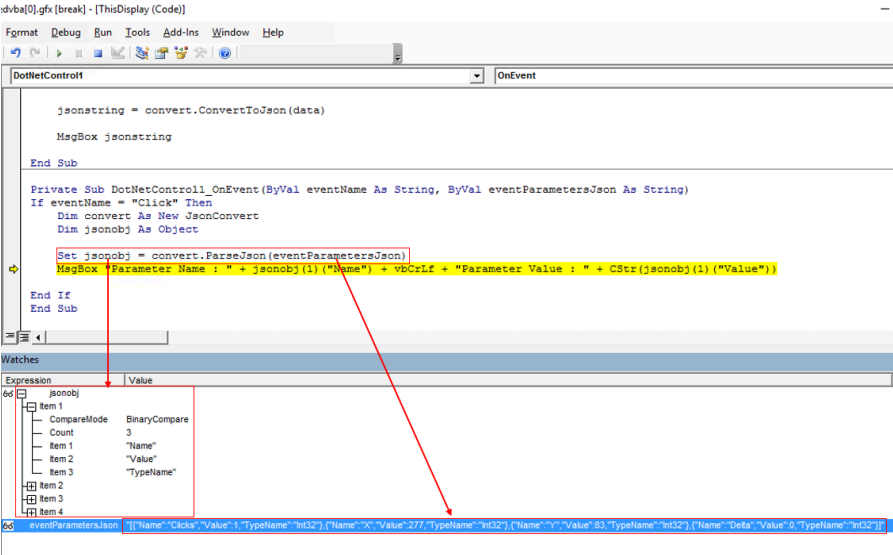 edvba[0].gfx [break] - [ThisDisplay (Code)]
Format Debug Run Tools Add-Ins Window Help
DotNetControl1 OnEvent
jsonstring = convert.ConvertToJson(data)
MsgBox jsonstring
End Sub
Private Sub DotNetControl1_OnEvent(ByVal eventName As String, ByVal eventParametersJson As String)
If eventName = "Click" Then
Dim convert As New JsonConvert
Dim jsonobj As Object
Set jsonobj = convert.ParseJson(eventParametersJson)
MsgBox "Parameter Name : " + jsonobj(1)("Name") + vbCrLf + "Parameter Value : " + CStr(jsonobj(1)("Value"))
End If
End Sub
Watches
Expression Value
jsonobj
Item 1
CompareMode BinaryCompare
Count 3
Item 1 "Name"
Item 2 "Value"
Item 3 "TypeName"
Item 2
Item 3
Item 4
eventParametersJson "[{"Name":"Clicks","Value":1,"TypeName":"Int32"},{"Name":"X","Value":277,"TypeName":"Int32"},{"Name":"Y","Value":83,"TypeName":"Int32"},{"Name":"Delta","Value":0,"TypeName":"Int32"}]"